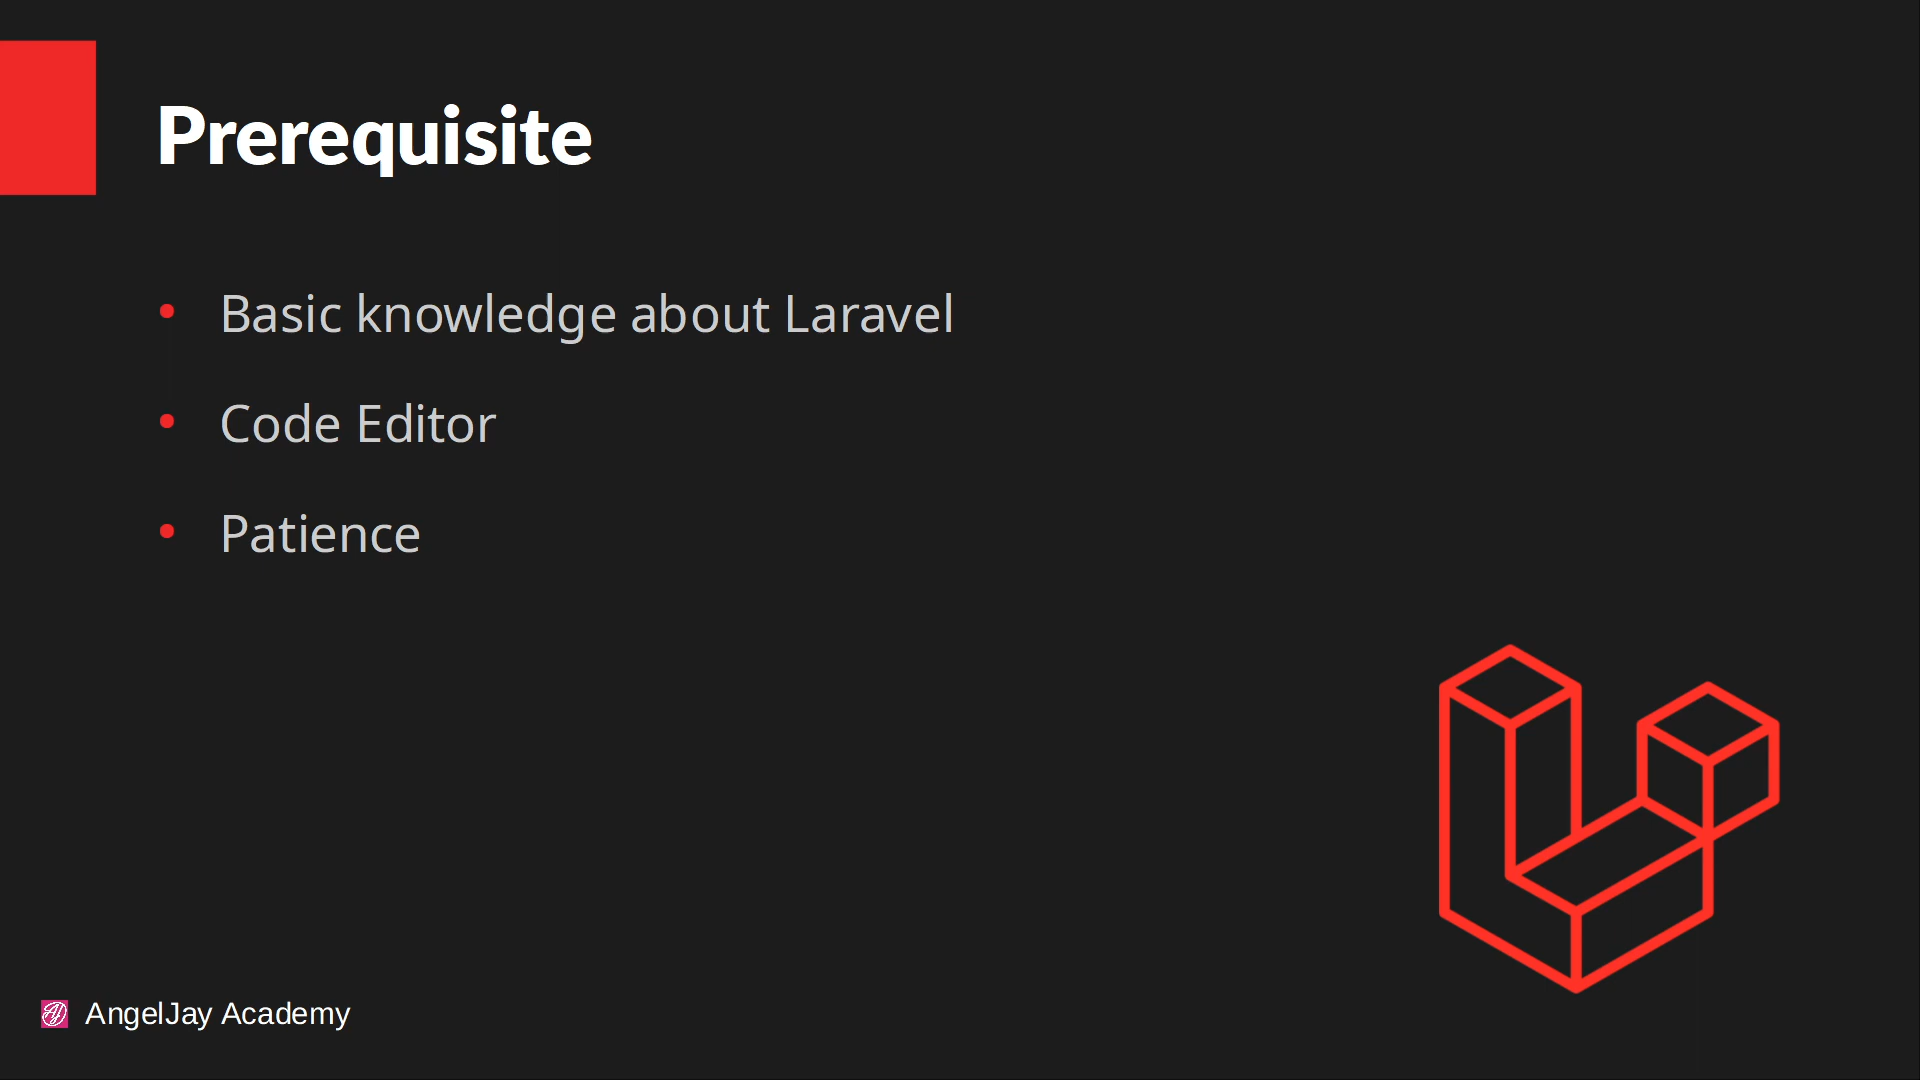 Prerequisite
• Basic knowledge about Laravel
• Code Editor
• Patience
AngelJay Academy